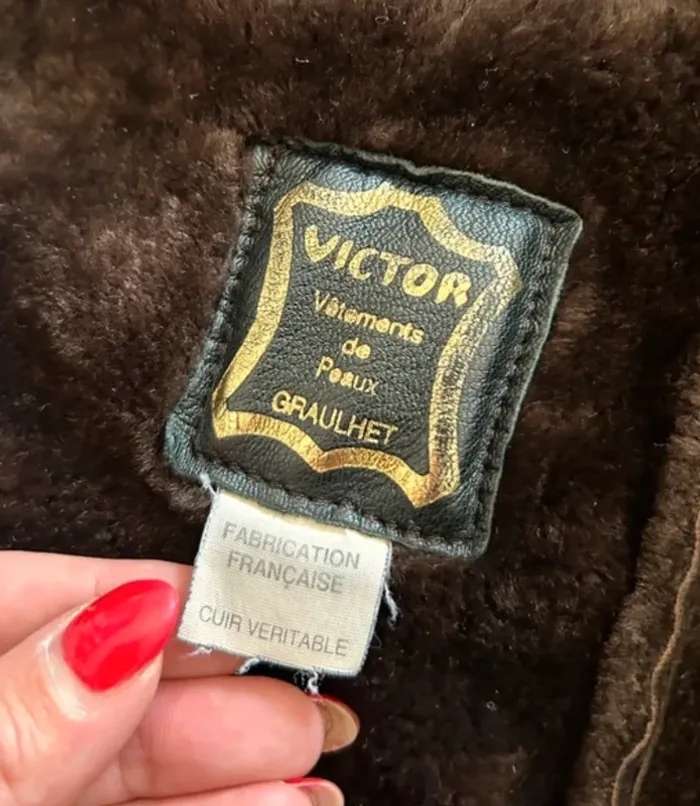 VICTOR
Vêtements
de
Peaux
GRAULHET
FABRICATION
FRANÇAISE
CUIR VERITABLE